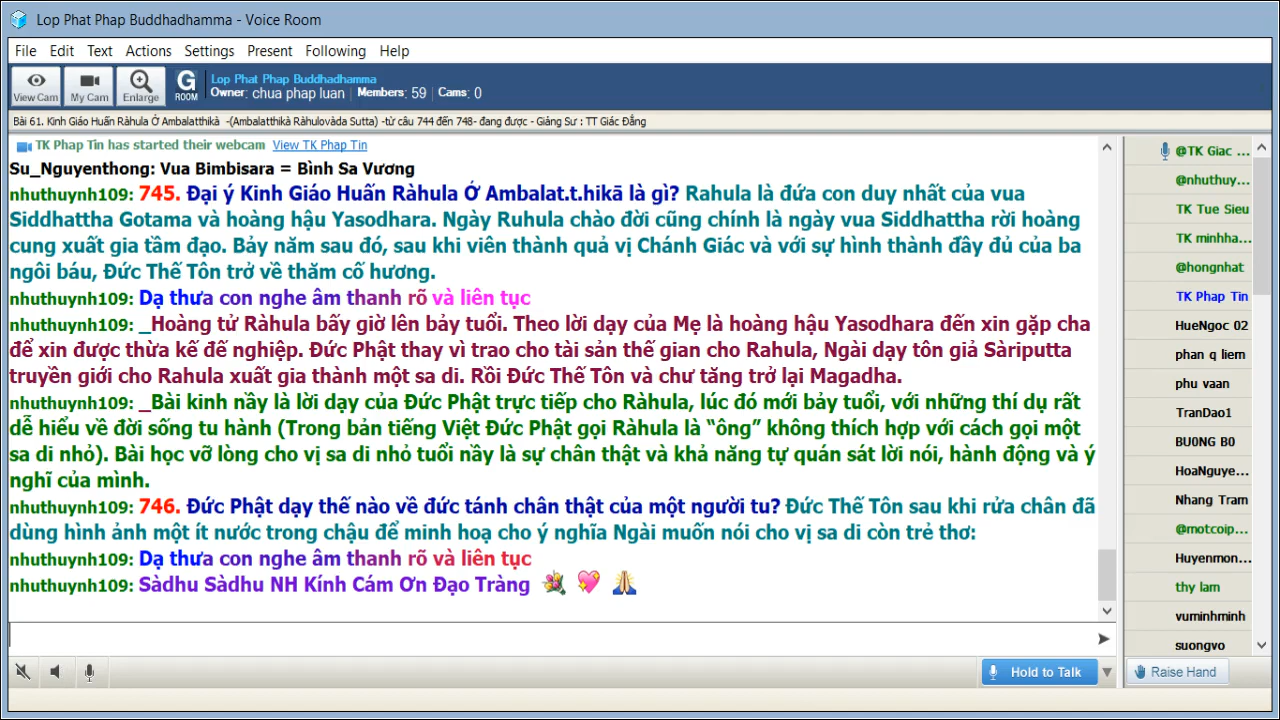 Lop Phat Phap Buddhadhamma - Voice Room
File Edit Text Actions Settings Present Following Help
View Cam My Cam Enlarge G ROOM
Lop Phat Phap Buddhadhamma
Owner: chua phap luan Members: 59 Cams: 0
Bài 61. Kinh Giáo Huấn Ràhula Ở Ambalatthikà -(Ambalatthikà Ràhulovàda Sutta) -từ câu 744 đến 748- đang được - Giảng Sư : TT Giác Đẳng
TK Phap Tin has started their webcam View TK Phap Tin
Su_Nguyenthong: Vua Bimbisara = Bình Sa Vương
nhuthuynh109: 745. Đại ý Kinh Giáo Huấn Ràhula Ở Ambalat.t.hikā là gì? Rahula là đứa con duy nhất của vua
Siddhattha Gotama và hoàng hậu Yasodhara. Ngày Ruhula chào đời cũng chính là ngày vua Siddhattha rời hoàng
cung xuất gia tầm đạo. Bảy năm sau đó, sau khi viên thành quả vị Chánh Giác và với sự hình thành đầy đủ của ba
ngôi báu, Đức Thế Tôn trở về thăm cố hương.
nhuthuynh109: Dạ thưa con nghe âm thanh rõ và liên tục
nhuthuynh109: _Hoàng tử Ràhula bấy giờ lên bảy tuổi. Theo lời dạy của Mẹ là hoàng hậu Yasodhara đến xin gặp cha
để xin được thừa kế đế nghiệp. Đức Phật thay vì trao cho tài sản thế gian cho Rahula, Ngài dạy tôn giả Sàriputta
truyền giới cho Rahula xuất gia thành một sa di. Rồi Đức Thế Tôn và chư tăng trở lại Magadha.
nhuthuynh109: _Bài kinh nầy là lời dạy của Đức Phật trực tiếp cho Ràhula, lúc đó mới bảy tuổi, với những thí dụ rất
dễ hiểu về đời sống tu hành (Trong bản tiếng Việt Đức Phật gọi Ràhula là “ông” không thích hợp với cách gọi một
sa di nhỏ). Bài học vỡ lòng cho vị sa di nhỏ tuổi nầy là sự chân thật và khả năng tự quán sát lời nói, hành động và ý
nghĩ của mình.
nhuthuynh109: 746. Đức Phật dạy thế nào về đức tánh chân thật của một người tu? Đức Thế Tôn sau khi rửa chân đã
dùng hình ảnh một ít nước trong chậu để minh hoạ cho ý nghĩa Ngài muốn nói cho vị sa di còn trẻ thơ:
nhuthuynh109: Dạ thưa con nghe âm thanh rõ và liên tục
nhuthuynh109: Sàdhu Sàdhu NH Kính Cám Ơn Đạo Tràng 💐 💖 🙏
@TK Giac ...
@nhuthuy...
TK Tue Sieu
TK minhha...
@hongnhat
TK Phap Tin
HueNgoc 02
phan q liem
phu vaan
TranDao1
BU0NG B0
HoaNguye...
Nhang Tram
@motcoip...
Huyenmon...
thy lam
vuminhminh
suongvo
Hold to Talk
Raise Hand